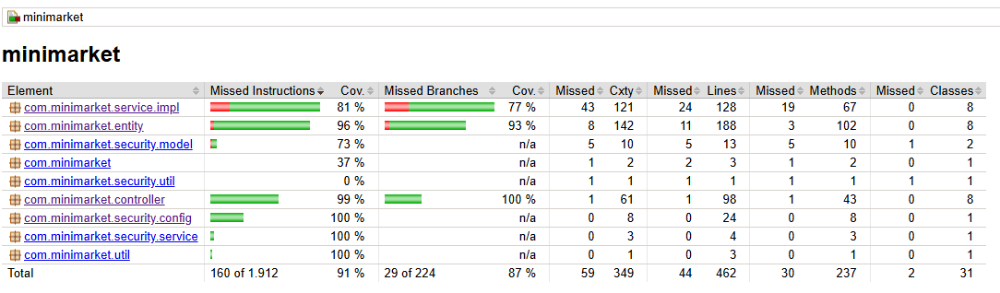 minimarket
minimarket
Element Missed Instructions Cov. Missed Branches Cov. Missed Cxty Missed Lines Missed Methods Missed Classes
com.minimarket.service.impl 81 % 77 % 43 121 24 128 19 67 0 8
com.minimarket.entity 96 % 93 % 8 142 11 188 3 102 0 8
com.minimarket.security.model 73 % n/a 5 10 5 13 5 10 1 2
com.minimarket 37 % n/a 1 2 2 3 1 2 0 1
com.minimarket.security.util 0 % n/a 1 1 1 1 1 1 1 1
com.minimarket.controller 99 % 100 % 1 61 1 98 1 43 0 8
com.minimarket.security.config 100 % n/a 0 8 0 24 0 8 0 1
com.minimarket.security.service 100 % n/a 0 3 0 4 0 3 0 1
com.minimarket.util 100 % n/a 0 1 0 3 0 1 0 1
Total 160 of 1.912 91 % 29 of 224 87 % 59 349 44 462 30 237 2 31